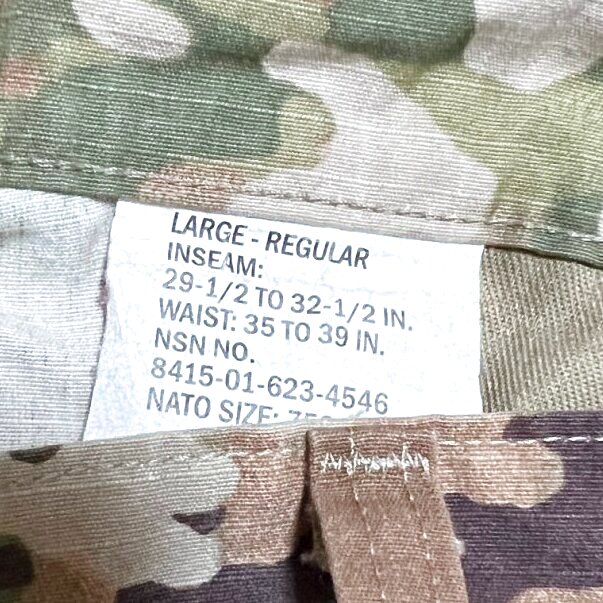 LARGE - REGULAR
INSEAM:
29-1/2 TO 32-1/2 IN.
WAIST: 35 TO 39 IN.
NSN NO.
8415-01-623-4546
NATO SIZE: